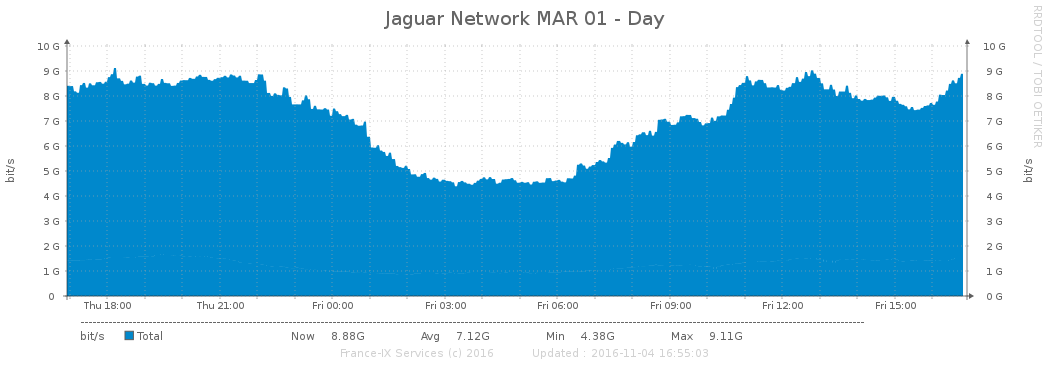 Jaguar Network MAR 01 - Day
RRDTOOL / TOBI OETIKER
10 G 10 G
9 G 9 G
8 G 8 G
7 G 7 G
6 G 6 G
5 G 5 G
4 G 4 G
3 G 3 G
2 G 2 G
1 G 1 G
0 0 G
bit/s
bit/s
Thu 18:00 Thu 21:00 Fri 00:00 Fri 03:00 Fri 06:00 Fri 09:00 Fri 12:00 Fri 15:00
bit/s Total Now 8.88G Avg 7.12G Min 4.38G Max 9.11G
France-IX Services (c) 2016 Updated : 2016-11-04 16:55:03